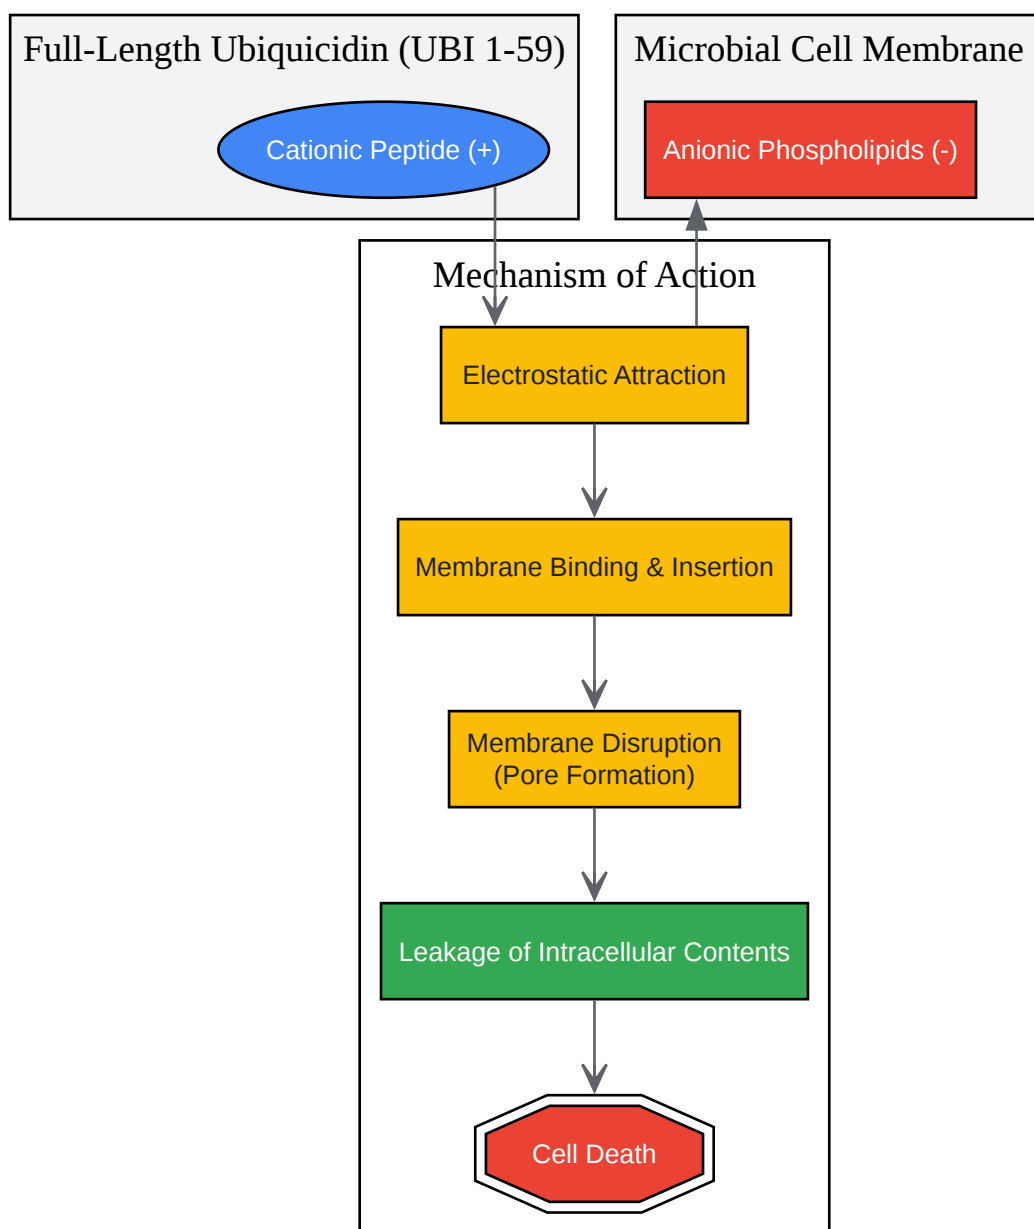 Full-Length Ubiquicidin (UBI 1-59)
Microbial Cell Membrane
Cationic Peptide (+)
Anionic Phospholipids (-)
Mechanism of Action
Electrostatic Attraction
Membrane Binding & Insertion
Membrane Disruption
(Pore Formation)
Leakage of Intracellular Contents
Cell Death